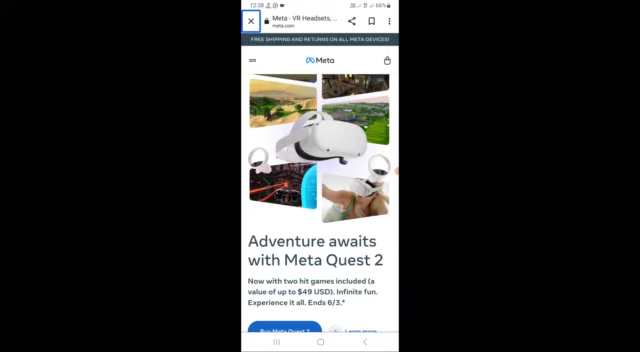 12:38
66%
Meta - VR Headsets, ...
meta.com
FREE SHIPPING AND RETURNS ON ALL META DEVICES!
Meta
Adventure awaits
with Meta Quest 2
Now with two hit games included (a
value of up to $49 USD). Infinite fun.
Experience it all. Ends 6/3.*
Buy Meta Quest 2
Learn more